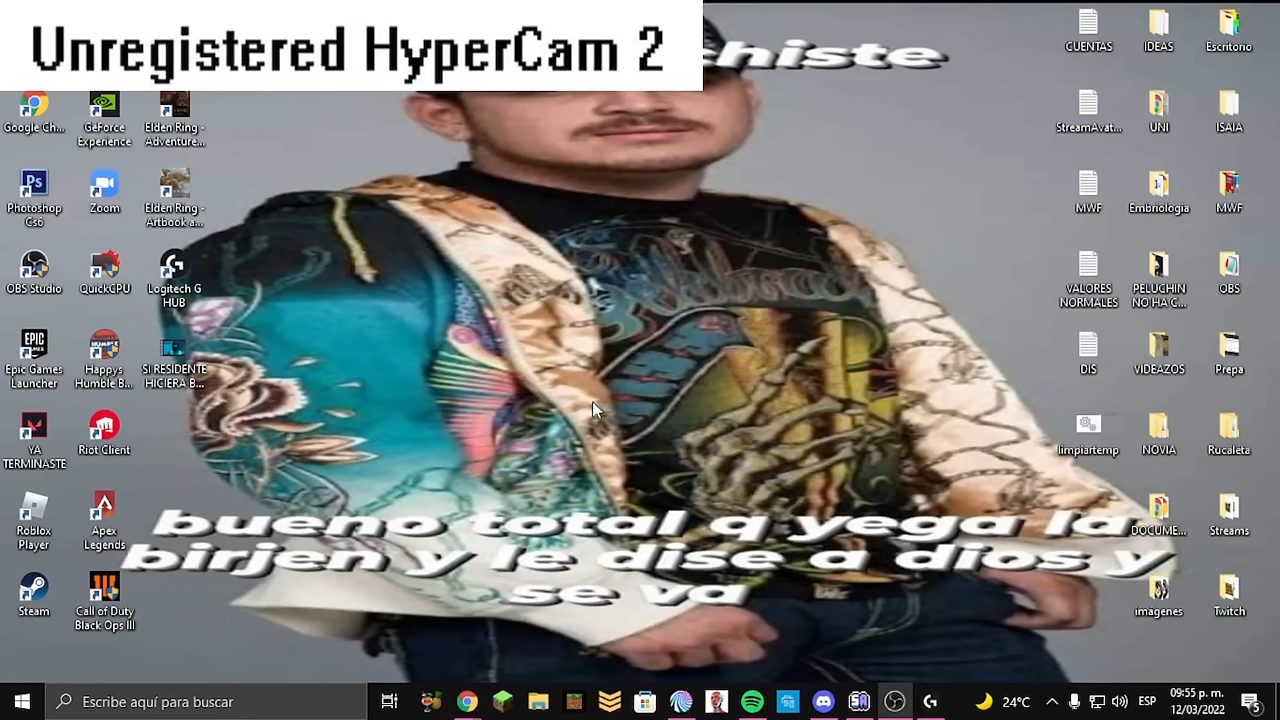 Unregistered HyperCam 2
chiste
CUENTAS
IDEAS
Escritorio
Google Ch...
GeForce
Experience
Elden Ring -
Adventure...
StreamAvat...
UNI
ISAIA
Ps
Photoshop
Cs6
Zoom
Elden Ring -
Artbook a...
MWF
Embriologia
MWF
OBS Studio
QuickCPU
Logitech G
HUB
VALORES
NORMALES
PELUCHIN
NO HA C...
OBS
EPIC
GAMES
Epic Games
Launcher
Happys
Humble B...
SI RESIDENTE
HICIERA B...
DIS
VIDEAZOS
Prepa
YA
TERMINASTE
Riot Client
limpiartemp
NOVIA
Rucaleta
Roblox
Player
Apex
Legends
DOCUME...
Streams
bueno total q yega la
birjen y le dise a dios y
se va
Steam
Call of Duty
Black Ops III
imagenes
Twitch
Escribe aquí para buscar
24°C
ESP
09:55 p. m.
12/03/2022
5